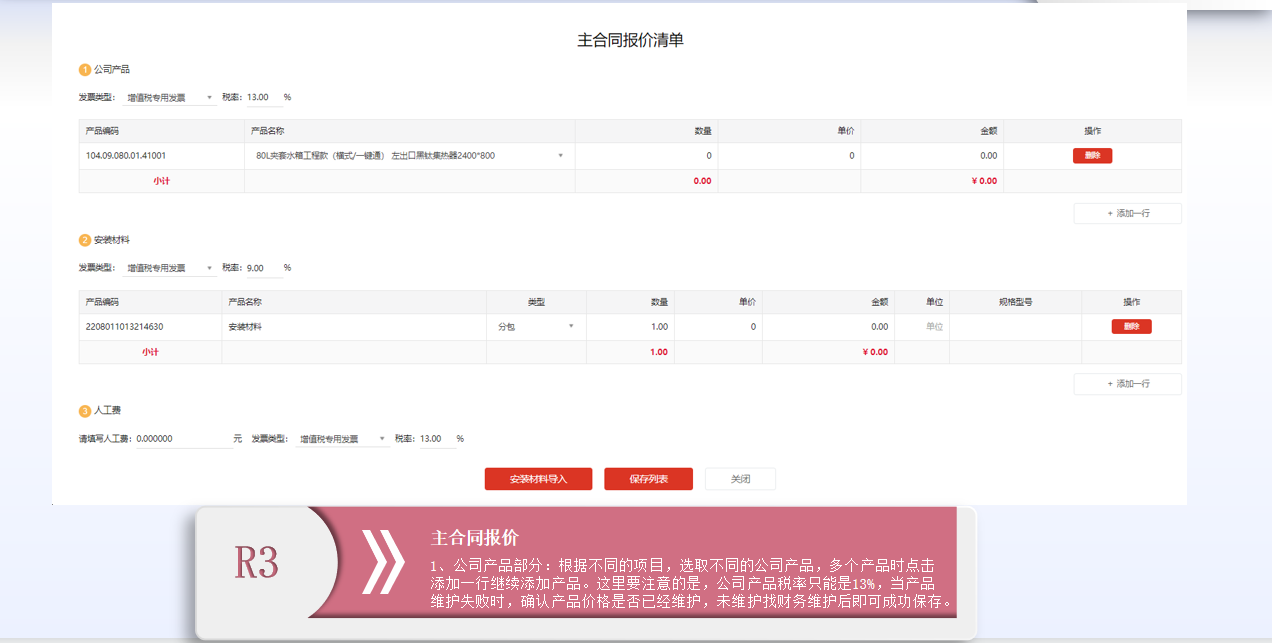 主合同报价清单
1 公司产品
发票类型: 增值税专用发票 税率: 13.00 %
产品编码 产品名称 数量 单价 金额 操作
104.09.080.01.41001 80L夹套水箱工程款（横式/一键通） 左出口黑钛集热器2400*800 0 0 0.00 删除
小计 0.00 ¥ 0.00
+ 添加一行
2 安装材料
发票类型: 增值税专用发票 税率: 9.00 %
产品编码 产品名称 类型 数量 单价 金额 单位 规格型号 操作
2208011013214630 安装材料 分包 1.00 0 0.00 单位 删除
小计 1.00 ¥ 0.00
+ 添加一行
3 人工费
请填写人工费: 0.000000 元 发票类型: 增值税专用发票 税率: 13.00 %
安装材料导入 保存列表 关闭
R3
主合同报价
1、公司产品部分：根据不同的项目，选取不同的公司产品，多个产品时点击
添加一行继续添加产品。这里要注意的是，公司产品税率只能是13%，当产品
维护失败时，确认产品价格是否已经维护，未维护找财务维护后即可成功保存。